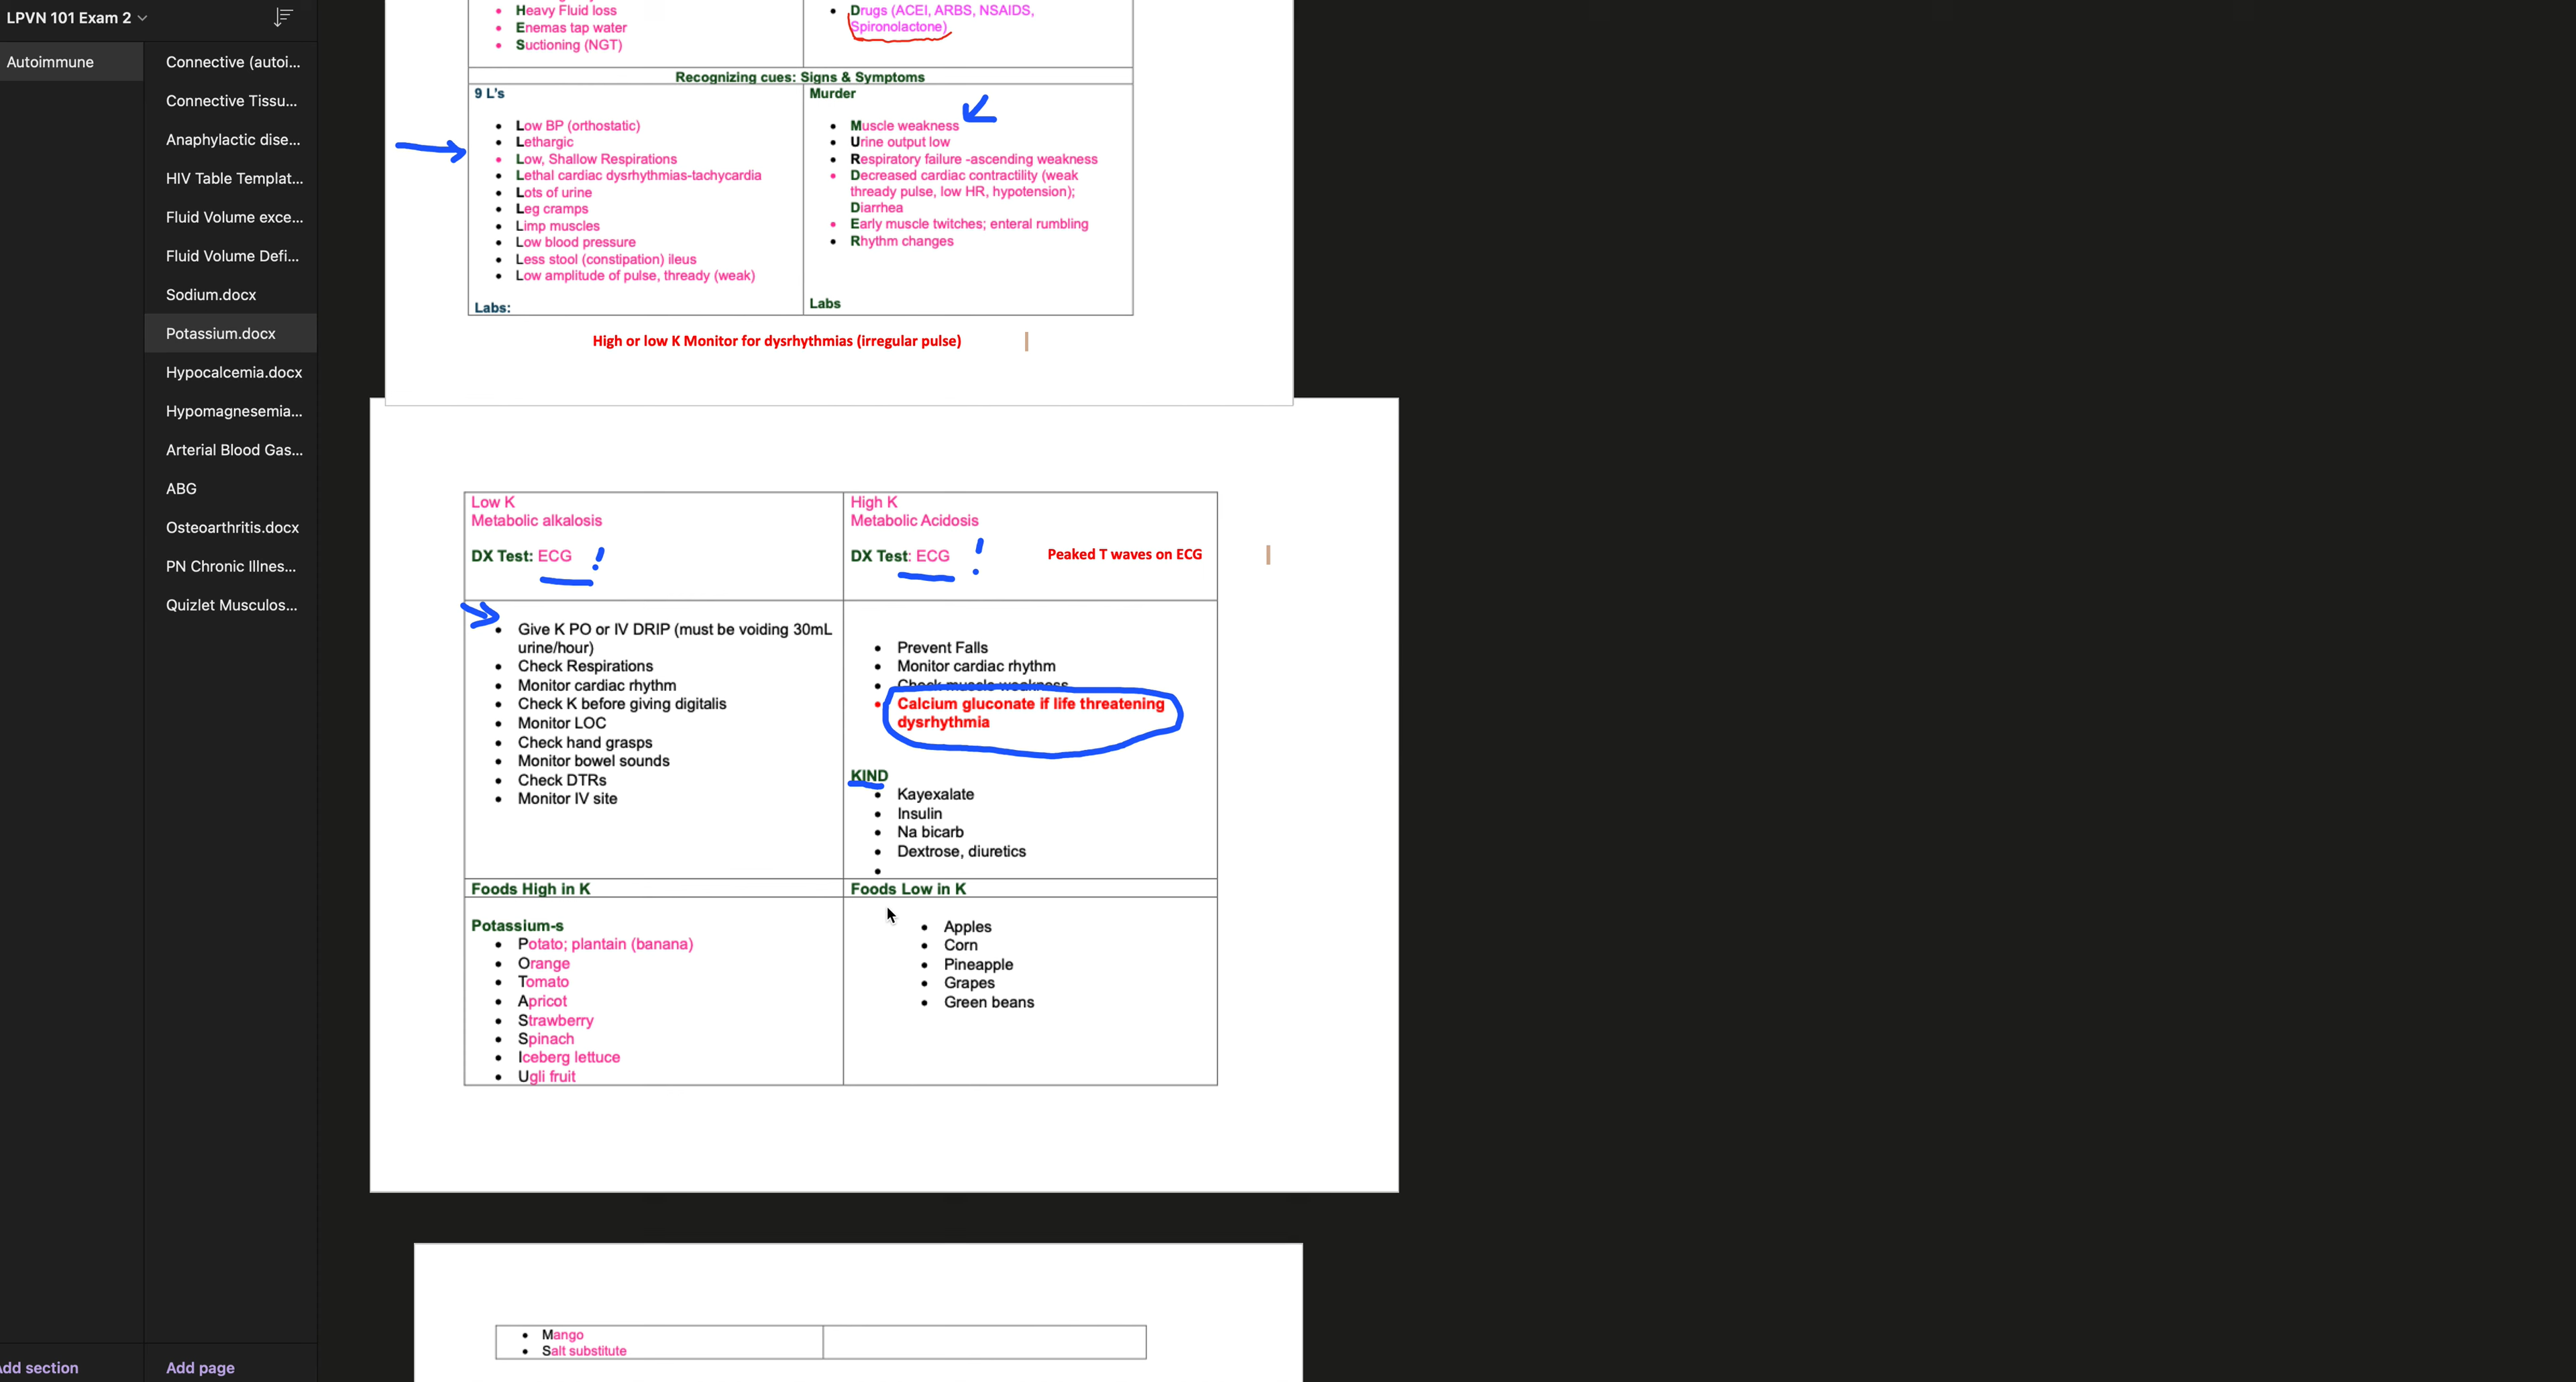 LPVN 101 Exam 2
Autoimmune
Connective (autoi...
Connective Tissu...
Anaphylactic dise...
HIV Table Templat...
Fluid Volume exce...
Fluid Volume Defi...
Sodium.docx
Potassium.docx
Hypocalcemia.docx
Hypomagnesemia...
Arterial Blood Gas...
ABG
Osteoarthritis.docx
PN Chronic Illnes...
Quizlet Musculos...
dd section
Add page
Heavy Fluid loss
Enemas tap water
Suctioning (NGT)
Drugs (ACEI, ARBS, NSAIDS,
Spironolactone)
Recognizing cues: Signs & Symptoms
9 L's
Low BP (orthostatic)
Lethargic
Low, Shallow Respirations
Lethal cardiac dysrhythmias-tachycardia
Lots of urine
Leg cramps
Limp muscles
Low blood pressure
Less stool (constipation) ileus
Low amplitude of pulse, thready (weak)
Labs:
Murder
Muscle weakness
Urine output low
Respiratory failure -ascending weakness
Decreased cardiac contractility (weak
thready pulse, low HR, hypotension);
Diarrhea
Early muscle twitches; enteral rumbling
Rhythm changes
Labs
High or low K Monitor for dysrhythmias (irregular pulse)
Low K
Metabolic alkalosis
DX Test: ECG !
High K
Metabolic Acidosis
DX Test: ECG !
Peaked T waves on ECG
Give K PO or IV DRIP (must be voiding 30mL
urine/hour)
Check Respirations
Monitor cardiac rhythm
Check K before giving digitalis
Monitor LOC
Check hand grasps
Monitor bowel sounds
Check DTRs
Monitor IV site
Prevent Falls
Monitor cardiac rhythm
Check muscle weakness
Calcium gluconate if life threatening
dysrhythmia
KIND
Kayexalate
Insulin
Na bicarb
Dextrose, diuretics
Foods High in K
Foods Low in K
Potassium-s
Potato; plantain (banana)
Orange
Tomato
Apricot
Strawberry
Spinach
Iceberg lettuce
Ugli fruit
Apples
Corn
Pineapple
Grapes
Green beans
Mango
Salt substitute